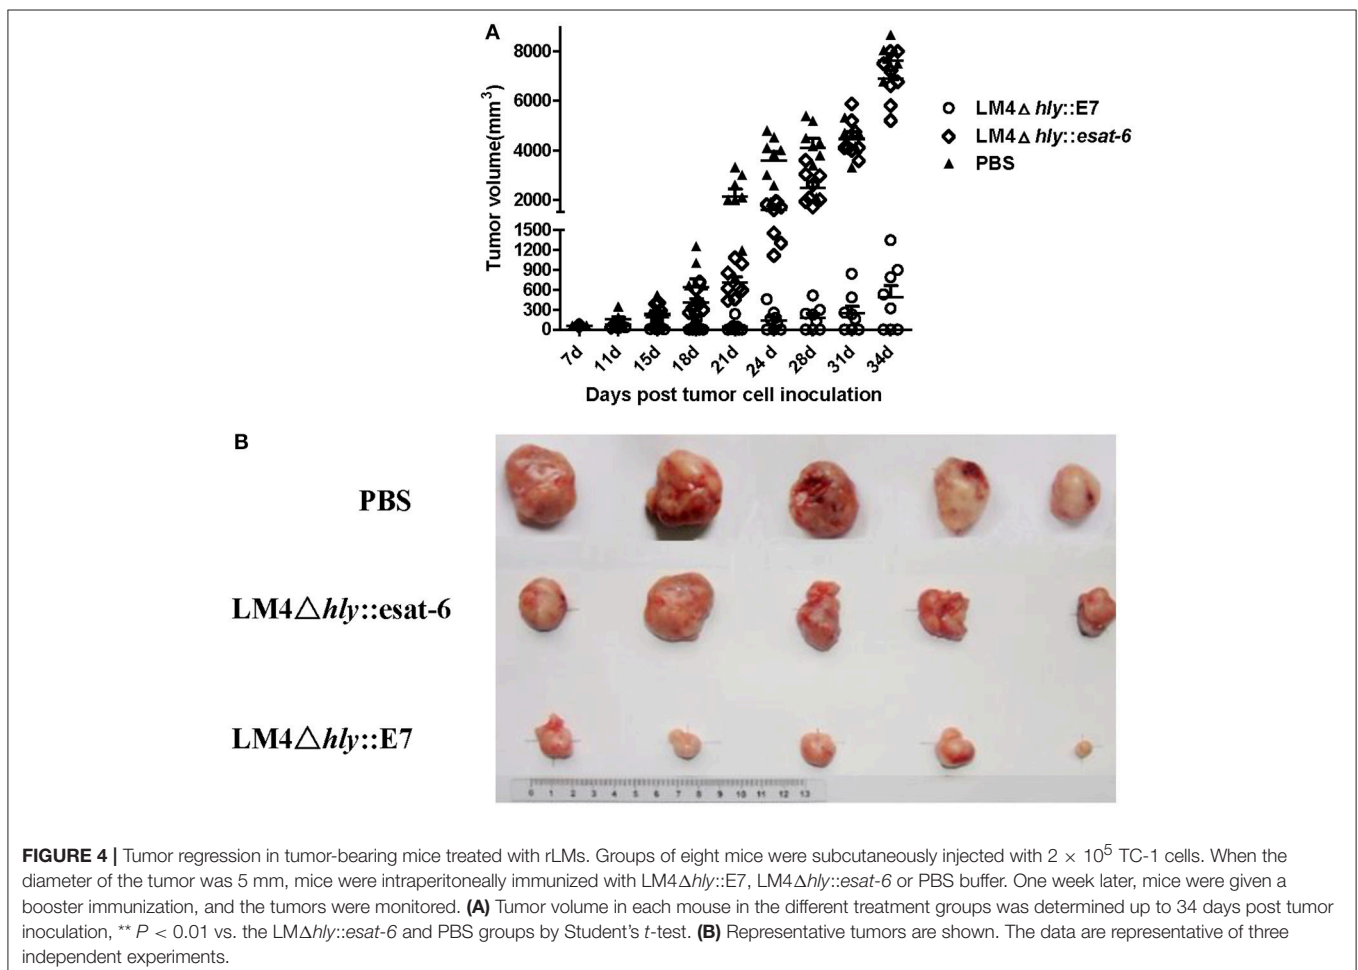 A
8000
6000
4000
2000
1500
1200
900
600
300
0
Tumor volume(mm³)
7d
11d
15d
18d
21d
24 d
28d
31d
34d
Days post tumor cell inoculation
LM4Δ hly::E7
LM4Δ hly::esat-6
PBS
B
PBS
LM4△hly::esat-6
LM4△hly::E7
0 1 2 3 4 5 6 7 8 9 10 11 12 13
FIGURE 4 | Tumor regression in tumor-bearing mice treated with rLMs. Groups of eight mice were subcutaneously injected with 2 × 10⁵ TC-1 cells. When the
diameter of the tumor was 5 mm, mice were intraperitoneally immunized with LM4Δhly::E7, LM4Δhly::esat-6 or PBS buffer. One week later, mice were given a
booster immunization, and the tumors were monitored. (A) Tumor volume in each mouse in the different treatment groups was determined up to 34 days post tumor
inoculation, ** P < 0.01 vs. the LMΔhly::esat-6 and PBS groups by Student's t-test. (B) Representative tumors are shown. The data are representative of three
independent experiments.